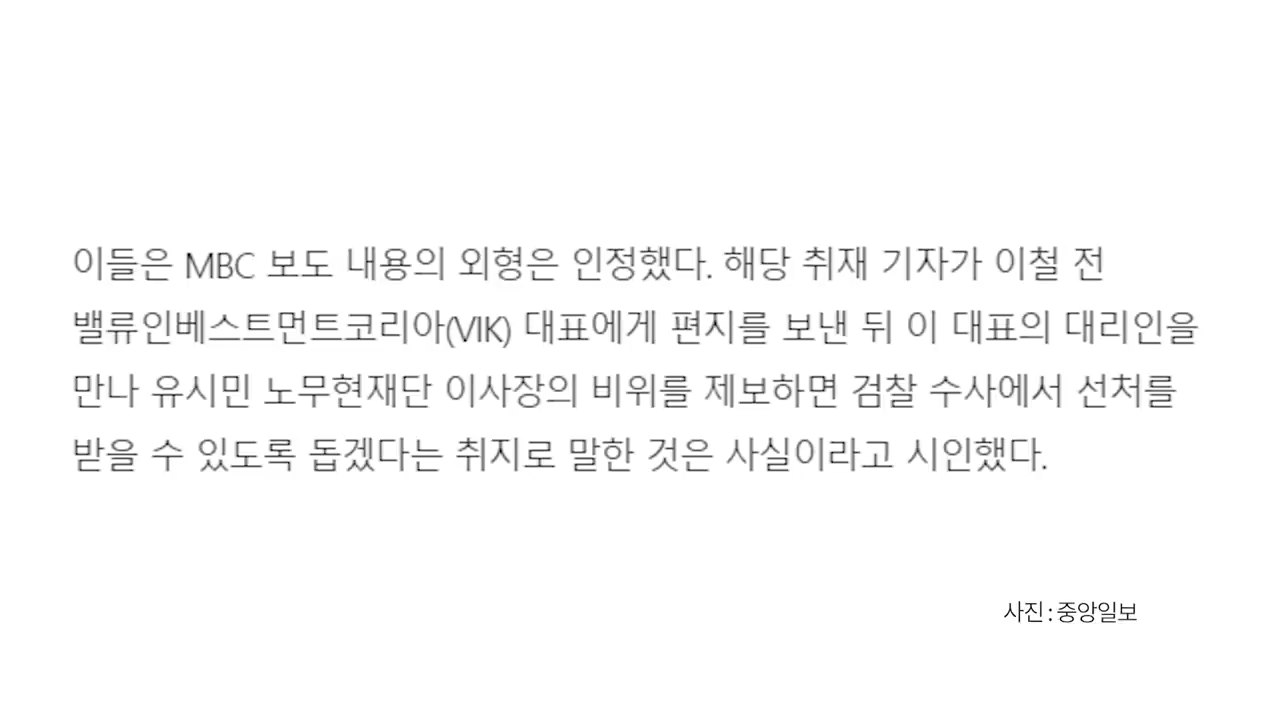 이들은 MBC 보도 내용의 외형은 인정했다. 해당 취재 기자가 이철 전
밸류인베스트먼트코리아(VIK) 대표에게 편지를 보낸 뒤 이 대표의 대리인을
만나 유시민 노무현재단 이사장의 비위를 제보하면 검찰 수사에서 선처를
받을 수 있도록 돕겠다는 취지로 말한 것은 사실이라고 시인했다.
사진 : 중앙일보